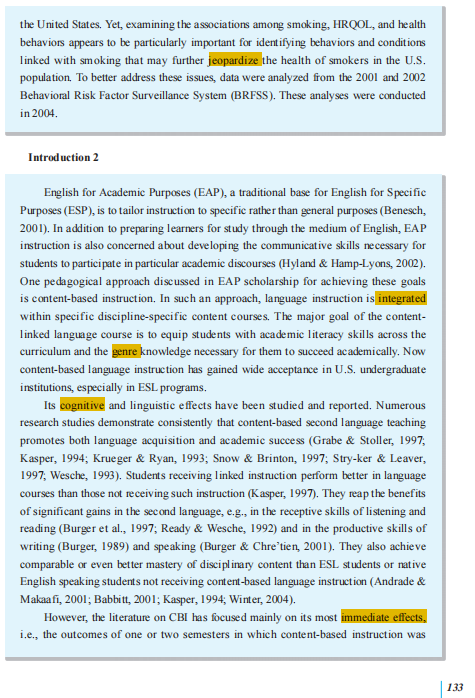 the United States. Yet, examining the associations among smoking, HRQOL, and health
behaviors appears to be particularly important for identifying behaviors and conditions
linked with smoking that may further jeopardize the health of smokers in the U.S.
population. To better address these issues, data were analyzed from the 2001 and 2002
Behavioral Risk Factor Surveillance System (BRFSS). These analyses were conducted
in 2004.
Introduction 2
English for Academic Purposes (EAP), a traditional base for English for Specific
Purposes (ESP), is to tailor instruction to specific rather than general purposes (Benesch,
2001). In addition to preparing learners for study through the medium of English, EAP
instruction is also concerned about developing the communicative skills necessary for
students to participate in particular academic discourses (Hyland & Hamp-Lyons, 2002).
One pedagogical approach discussed in EAP scholarship for achieving these goals
is content-based instruction. In such an approach, language instruction is integrated
within specific discipline-specific content courses. The major goal of the content-
linked language course is to equip students with academic literacy skills across the
curriculum and the genre knowledge necessary for them to succeed academically. Now
content-based language instruction has gained wide acceptance in U.S. undergraduate
institutions, especially in ESL programs.
Its cognitive and linguistic effects have been studied and reported. Numerous
research studies demonstrate consistently that content-based second language teaching
promotes both language acquisition and academic success (Grabe & Stoller, 1997;
Kasper, 1994; Krueger & Ryan, 1993; Snow & Brinton, 1997; Stry-ker & Leaver,
1997; Wesche, 1993). Students receiving linked instruction perform better in language
courses than those not receiving such instruction (Kasper, 1997). They reap the benefits
of significant gains in the second language, e.g., in the receptive skills of listening and
reading (Burger et al., 1997; Ready & Wesche, 1992) and in the productive skills of
writing (Burger, 1989) and speaking (Burger & Chre'tien, 2001). They also achieve
comparable or even better mastery of disciplinary content than ESL students or native
English speaking students not receiving content-based language instruction (Andrade &
Makaafi, 2001; Babbitt, 2001; Kasper, 1994; Winter, 2004).
However, the literature on CBI has focused mainly on its most immediate effects,
i.e., the outcomes of one or two semesters in which content-based instruction was
133